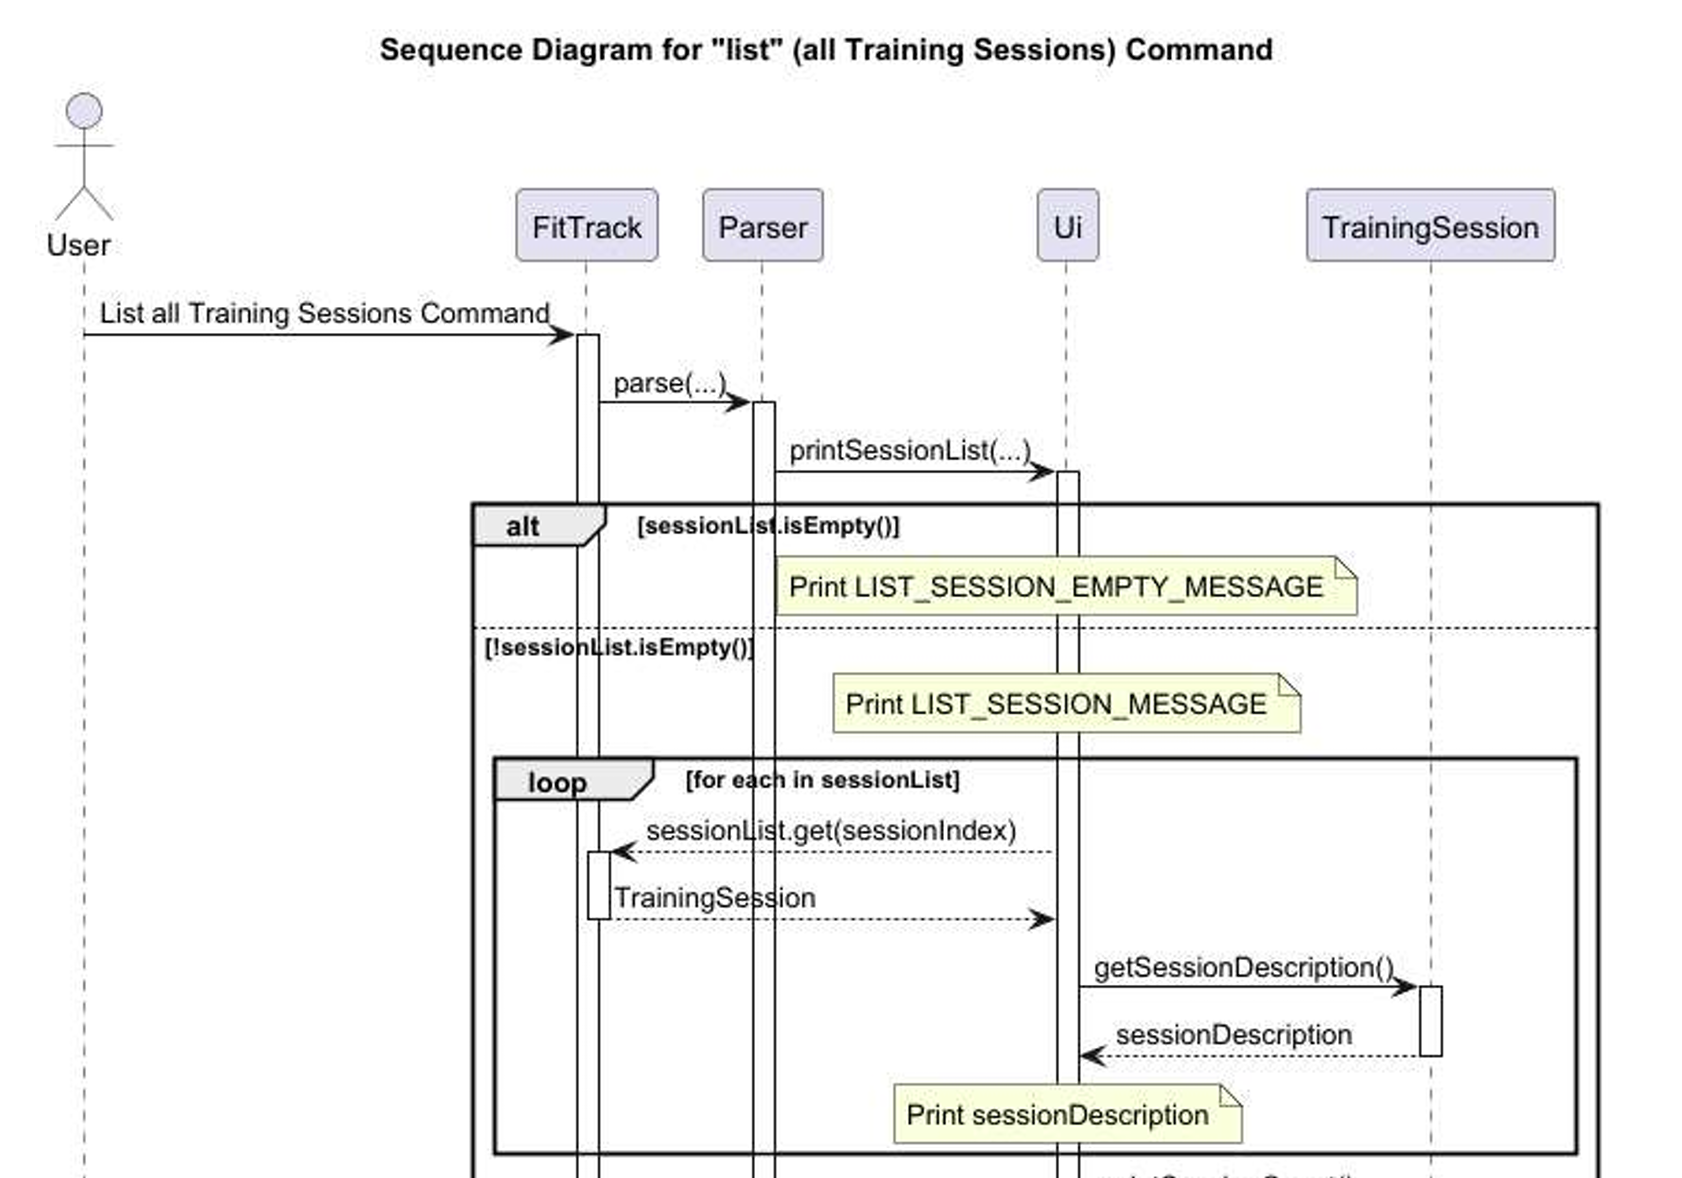 Sequence Diagram for "list" (all Training Sessions) Command
User
FitTrack
Parser
Ui
TrainingSession
List all Training Sessions Command
parse(...)
printSessionList(...)
alt
[sessionList.isEmpty()]
Print LIST_SESSION_EMPTY_MESSAGE
[!sessionList.isEmpty()]
Print LIST_SESSION_MESSAGE
loop
[for each in sessionList]
sessionList.get(sessionIndex)
TrainingSession
getSessionDescription()
sessionDescription
Print sessionDescription